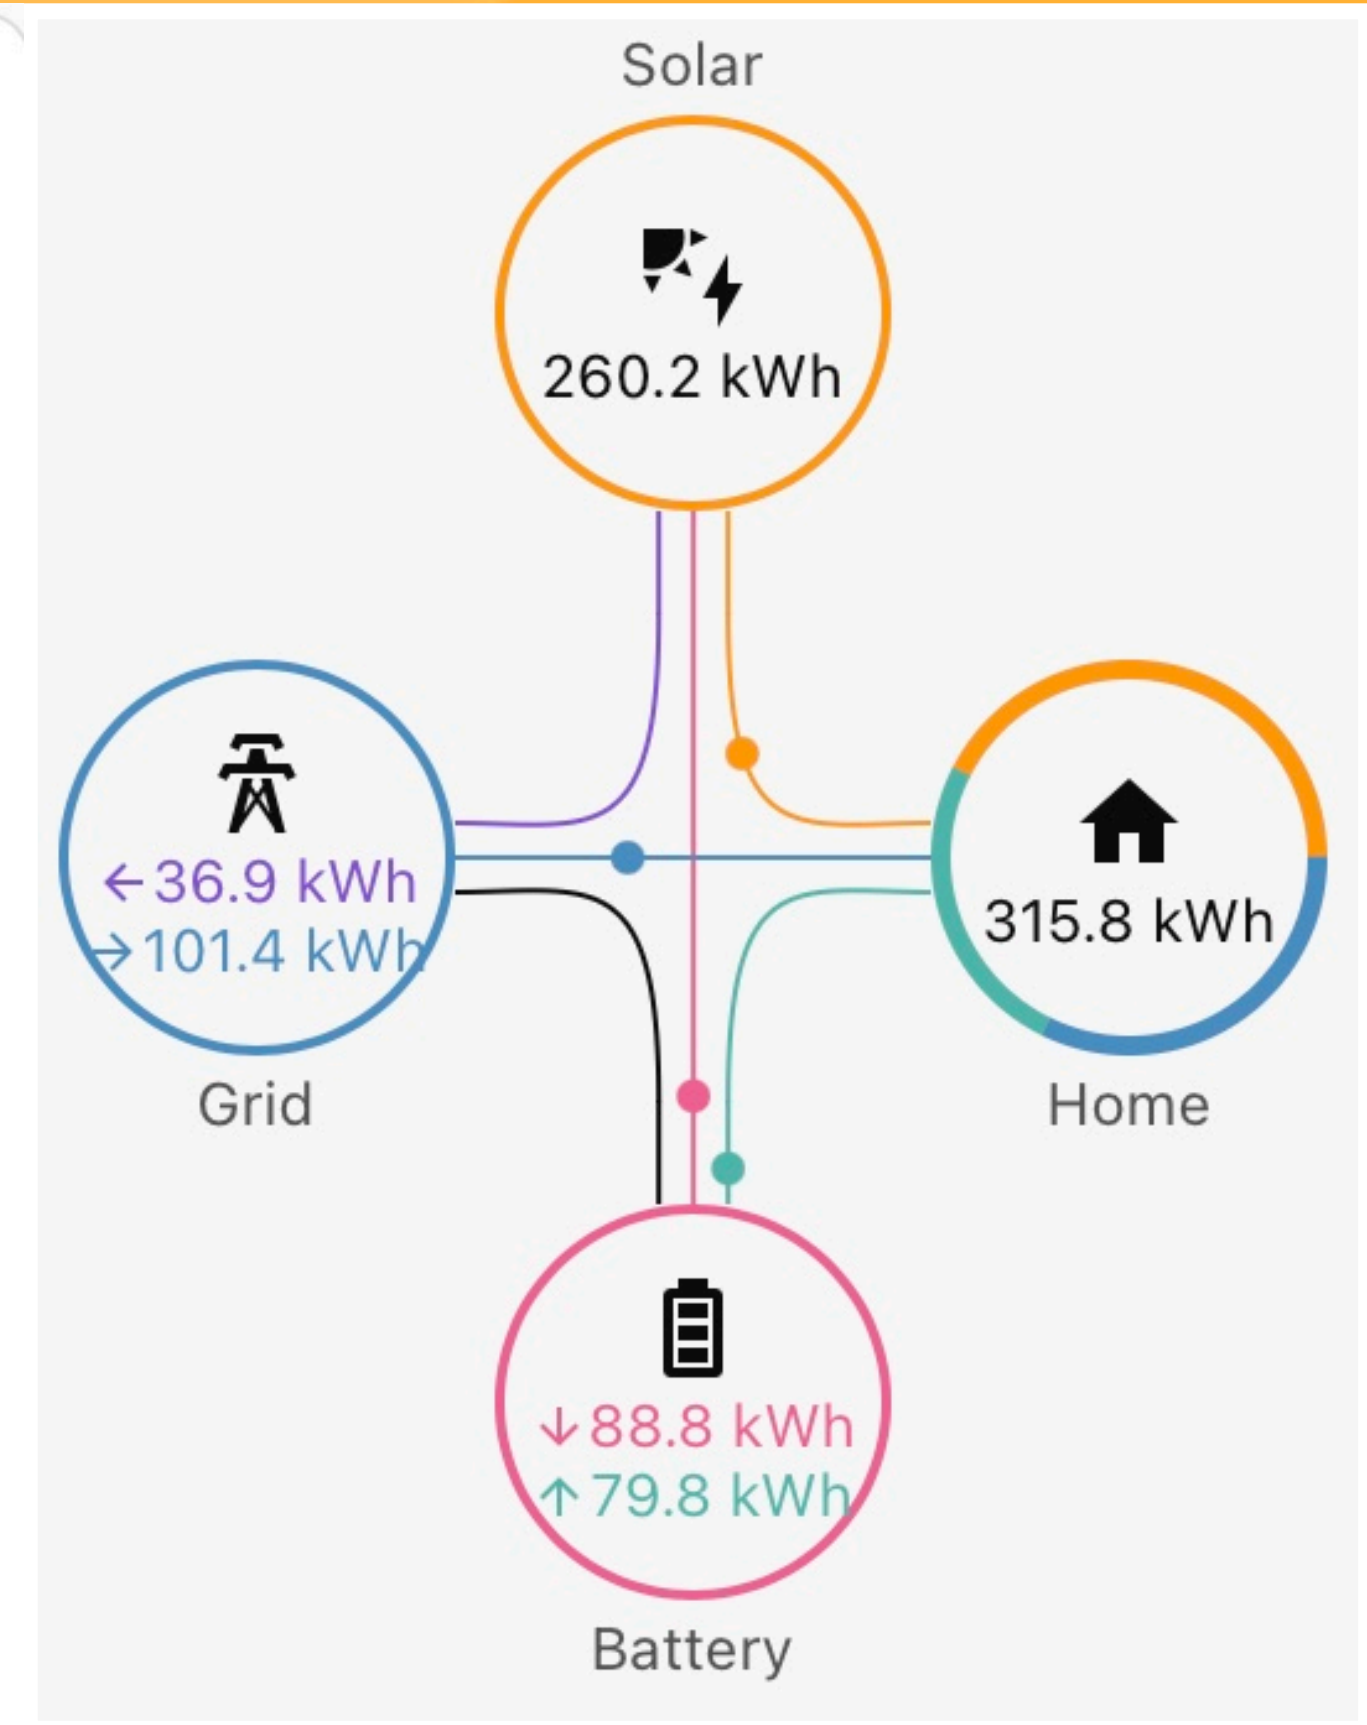 Solar
260.2 kWh
←36.9 kWh
→101.4 kWh
Grid
315.8 kWh
Home
↓88.8 kWh
↑79.8 kWh
Battery